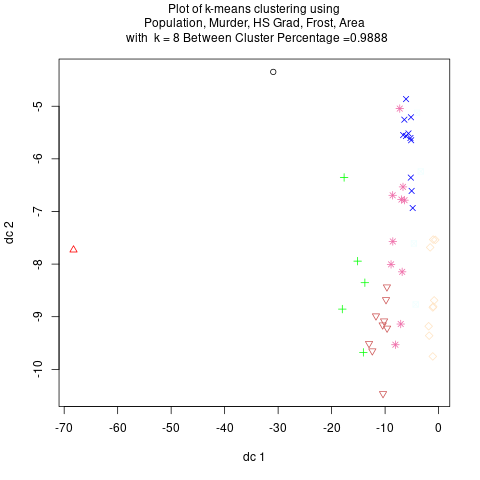 Plot of k-means clustering using
Population, Murder, HS Grad, Frost, Area
with k = 8 Between Cluster Percentage =0.9888
dc 2
-5
-6
-7
-8
-9
-10
-70
-60
-50
-40
-30
-20
-10
0
dc 1